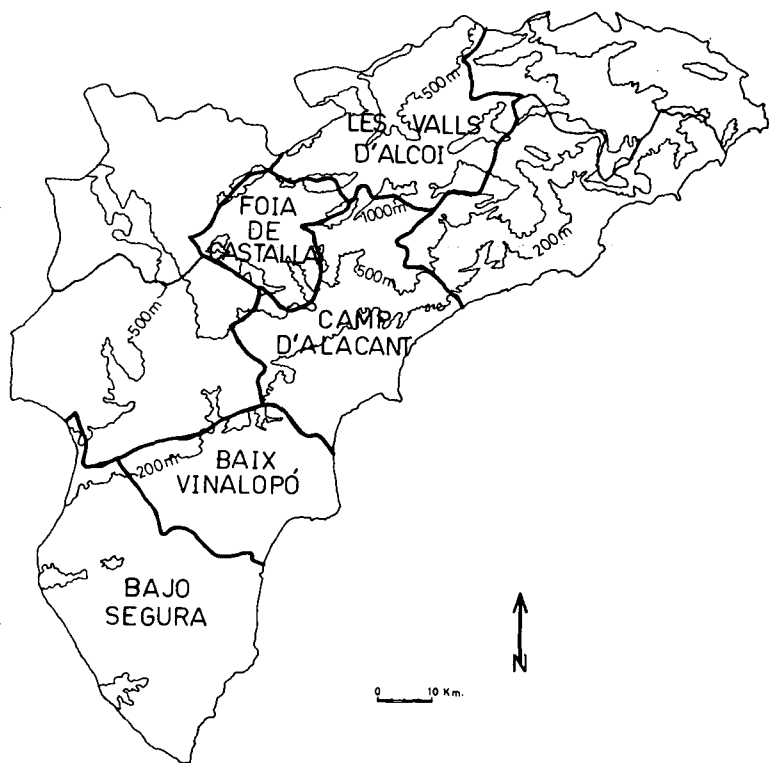 500m
LES VALLS
D'ALCOI
1000m
FOIA
DE
CASTALLA
200m
500m
500m
CAMP
D'ALACANT
200m
BAIX
VINALOPÓ
BAJO
SEGURA
N
0 10 Km.